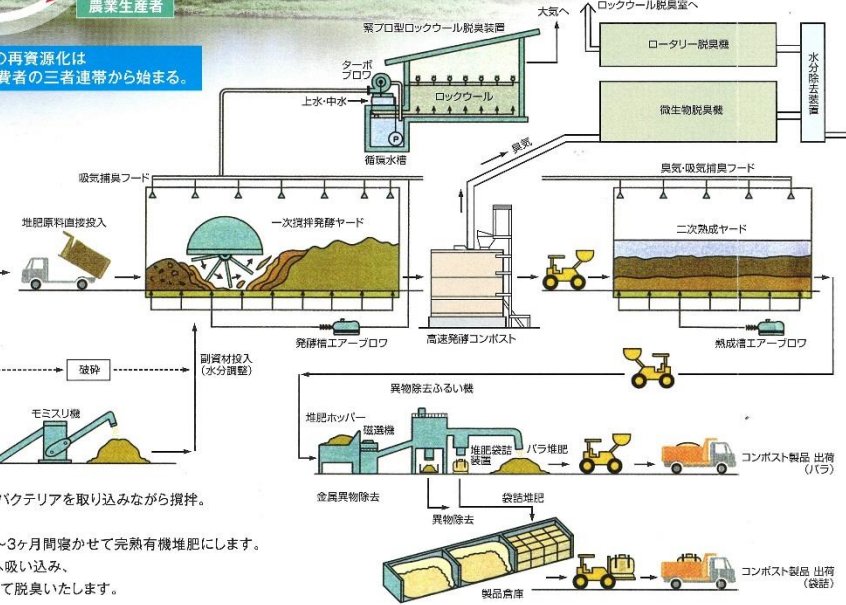 農業生産者
の再資源化は
費者の三者連帯から始まる。
緊プロ型ロックウール脱臭装置
大気へ
ロックウール脱臭室へ
ターボ
ブロワ
上水・中水
ロックウール
P
循環水槽
ロータリー脱臭機
微生物脱臭機
水分除去装置
臭気
吸気捕臭フード
臭気・吸気捕臭フード
堆肥原料直接投入
一次撹拌発酵ヤード
二次熟成ヤード
発酵槽エアーブロワ
高速発酵コンポスト
熟成槽エアーブロワ
破砕
副資材投入
(水分調整)
モミスリ機
異物除去ふるい機
堆肥ホッパー
磁選機
堆肥袋詰
装置
バラ堆肥
コンポスト製品 出荷
(バラ)
金属異物除去
異物除去
袋詰堆肥
バクテリアを取り込みながら撹拌。
~3ヶ月間寝かせて完熟有機堆肥にします。
吸い込み、
て脱臭いたします。
製品倉庫
コンポスト製品 出荷
(袋詰)